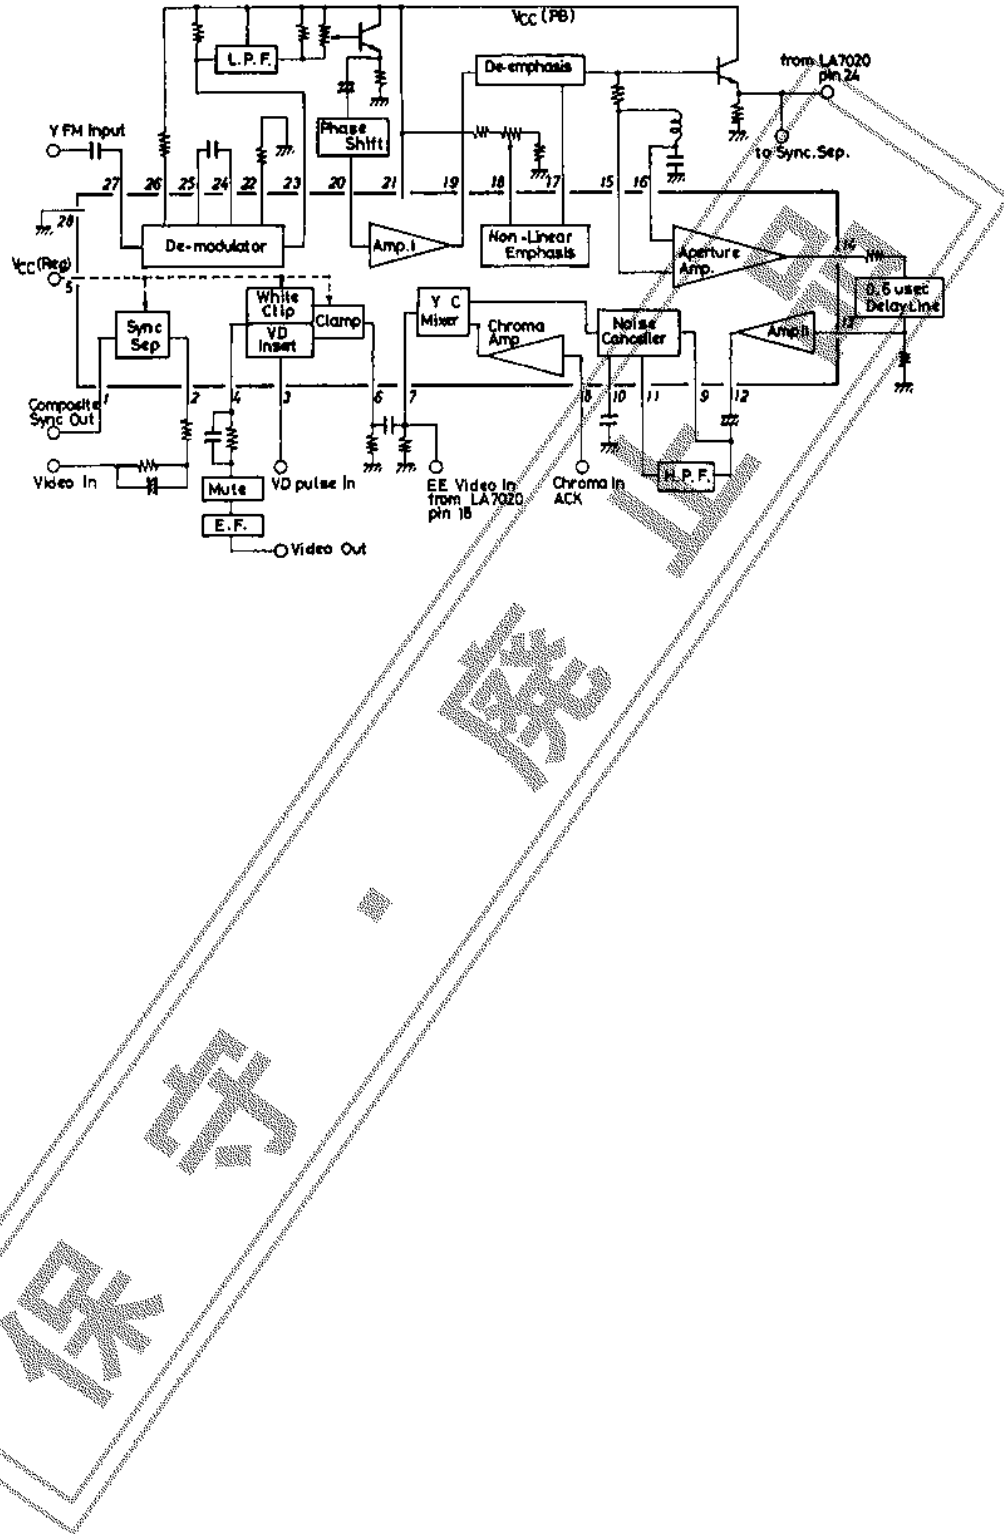 VCC (PB)
L.P.F.
De-emphasis
from LA7020
pin 24
Y FM Input
Phase
Shift
to Sync. Sep.
27 26 25 24 22 23 20 21 19 18 17 15 16
28
De-modulator
Amp.I
Non-Linear
Emphasis
Aperture
Amp.
14
VCC (Reg)
5
White
Clip
VD
Inset
Clamp
Y C
Mixer
Chroma
Amp
Noise
Canceller
0.6 usec
Delay Line
Sync
Sep
AmpII
13
1 2 4 3 6 7 8 10 11 9 12
Composite
Sync Out
Video In
Mute
VD pulse In
EE Video In
from LA7020
pin 18
Chroma In
ACK
H.P.F.
E.F.
Video Out
保守・廃止品